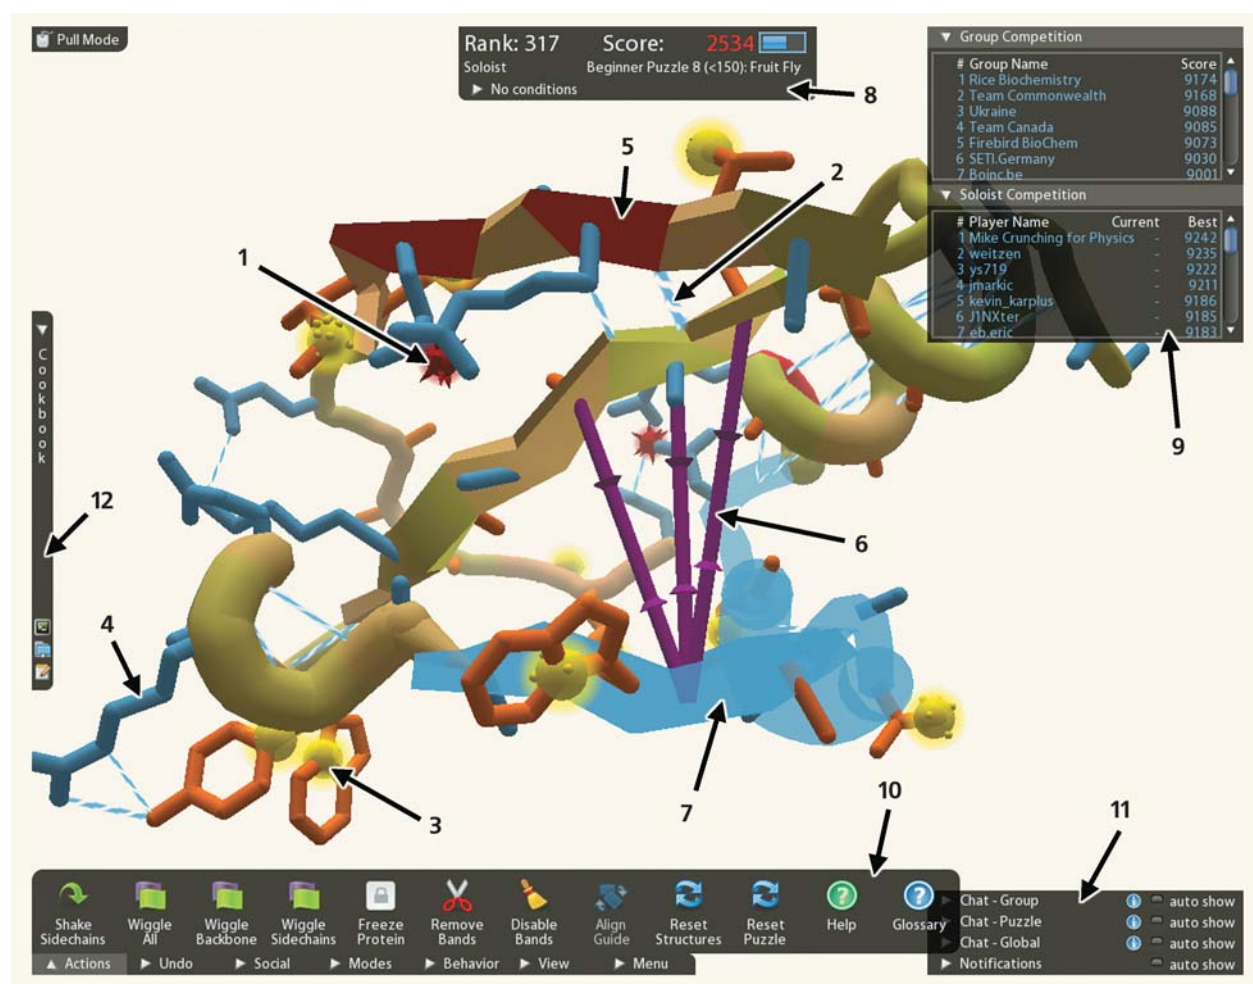 Pull Mode
Rank: 317 Score: 2534
Soloist Beginner Puzzle 8 (<150): Fruit Fly
No conditions
8
Group Competition
# Group Name Score
1 Rice Biochemistry 9174
2 Team Commonwealth 9168
3 Ukraine 9088
4 Team Canada 9085
5 Firebird BioChem 9073
6 SETI.Germany 9030
7 Boinc.be 9001
Soloist Competition
# Player Name Current Best
1 Mike Crunching for Physics - 9242
2 weitzen - 9235
3 ys719 - 9222
4 jmarkic - 9211
5 kevin_karplus - 9186
6 J1NXter - 9185
7 eb.eric - 9183
5
2
1
9
Cookbook
12
6
4
3
7
10
11
Shake Sidechains
Wiggle All
Wiggle Backbone
Wiggle Sidechains
Freeze Protein
Remove Bands
Disable Bands
Align Guide
Reset Structures
Reset Puzzle
Help
Glossary
Actions Undo Social Modes Behavior View Menu
Chat - Group auto show
Chat - Puzzle auto show
Chat - Global auto show
Notifications auto show